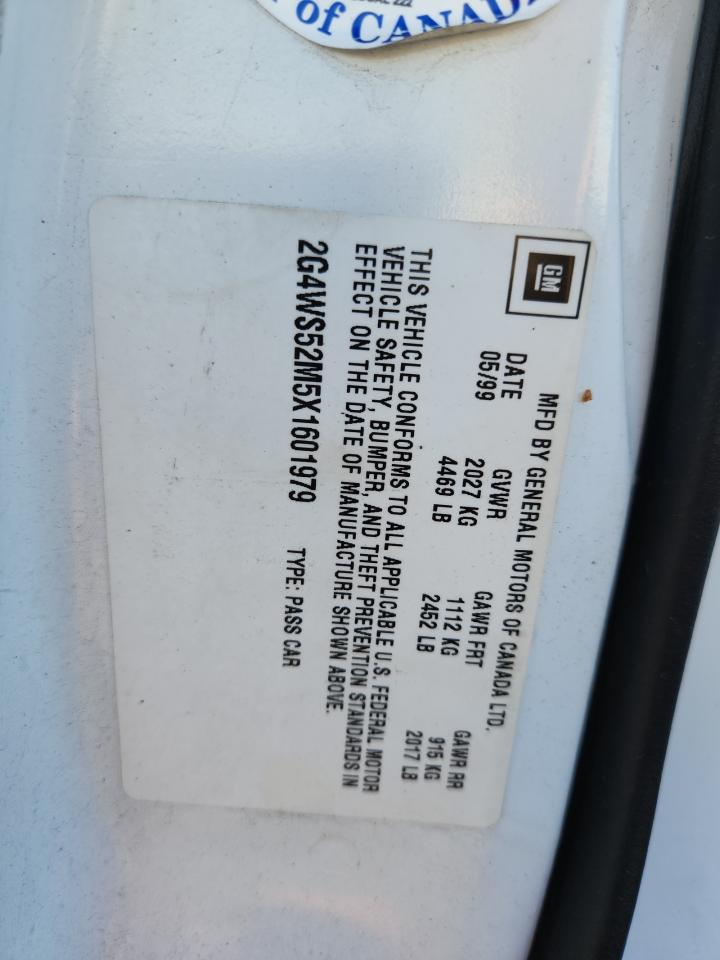 of CANADA
GM
MFD BY GENERAL MOTORS OF CANADA LTD.
DATE GVWR GAWR FRT GAWR RR
05/99 2027 KG 1112 KG 915 KG
4469 LB 2452 LB 2017 LB
THIS VEHICLE CONFORMS TO ALL APPLICABLE U.S. FEDERAL MOTOR
VEHICLE SAFETY, BUMPER, AND THEFT PREVENTION STANDARDS IN
EFFECT ON THE DATE OF MANUFACTURE SHOWN ABOVE.
2G4WS52M5X1601979 TYPE: PASS CAR